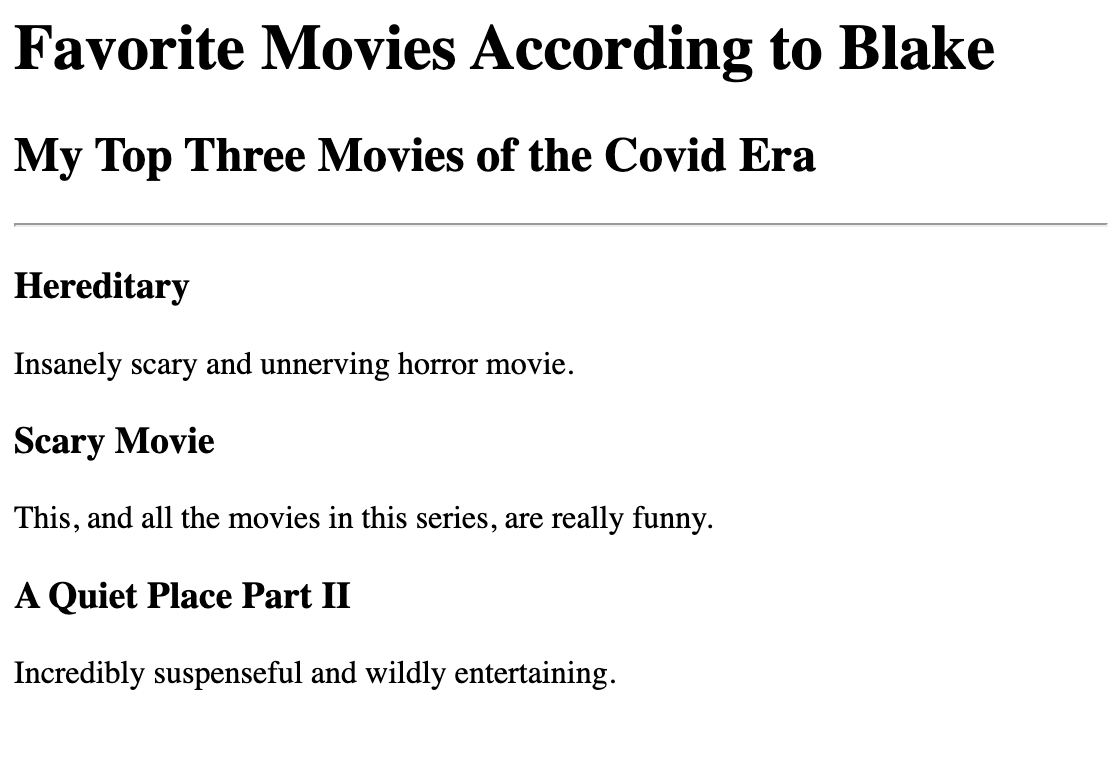 Favorite Movies According to Blake
My Top Three Movies of the Covid Era
Hereditary
Insanely scary and unnerving horror movie.
Scary Movie
This, and all the movies in this series, are really funny.
A Quiet Place Part II
Incredibly suspenseful and wildly entertaining.